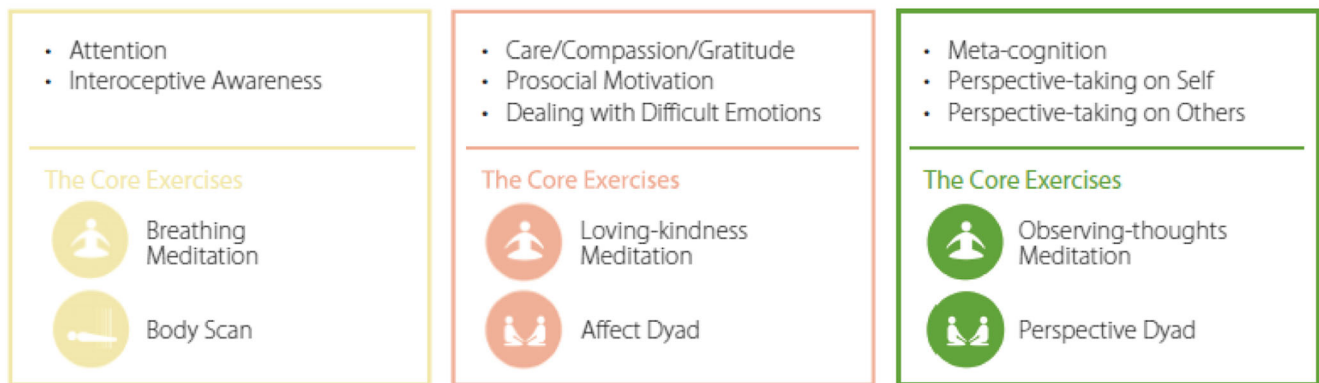 • Attention
• Interoceptive Awareness
The Core Exercises
Breathing
Meditation
Body Scan
• Care/Compassion/Gratitude
• Prosocial Motivation
• Dealing with Difficult Emotions
The Core Exercises
Loving-kindness
Meditation
Affect Dyad
• Meta-cognition
• Perspective-taking on Self
• Perspective-taking on Others
The Core Exercises
Observing-thoughts
Meditation
Perspective Dyad